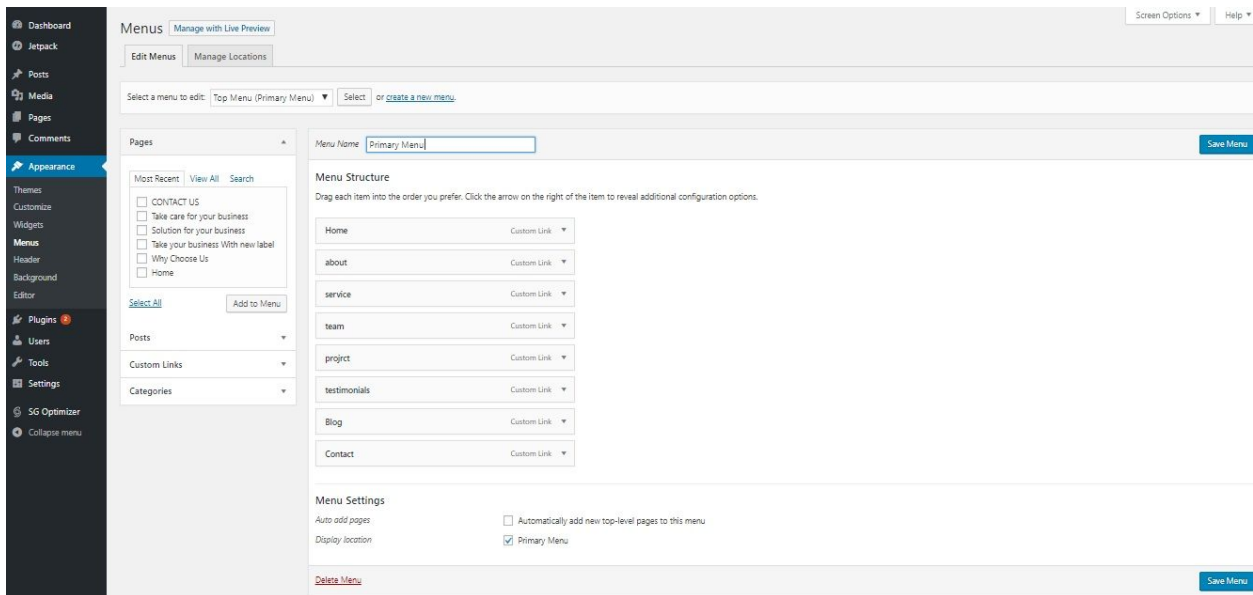 Dashboard
Jetpack
Posts
Media
Pages
Comments
Appearance
Themes
Customize
Widgets
Menus
Header
Background
Editor
Plugins 2
Users
Tools
Settings
SG Optimizer
Collapse menu
Screen Options ▼ Help ▼
Menus Manage with Live Preview
Edit Menus Manage Locations
Select a menu to edit: Top Menu (Primary Menu) ▼ Select or create a new menu.
Pages
Most Recent View All Search
CONTACT US
Take care for your business
Solution for your business
Take your business With new label
Why Choose Us
Home
Select All Add to Menu
Posts
Custom Links
Categories
Menu Name Primary Menu Save Menu
Menu Structure
Drag each item into the order you prefer. Click the arrow on the right of the item to reveal additional configuration options.
Home Custom Link
about Custom Link
service Custom Link
team Custom Link
projrct Custom Link
testimonials Custom Link
Blog Custom Link
Contact Custom Link
Menu Settings
Auto add pages Automatically add new top-level pages to this menu
Display location Primary Menu
Delete Menu Save Menu